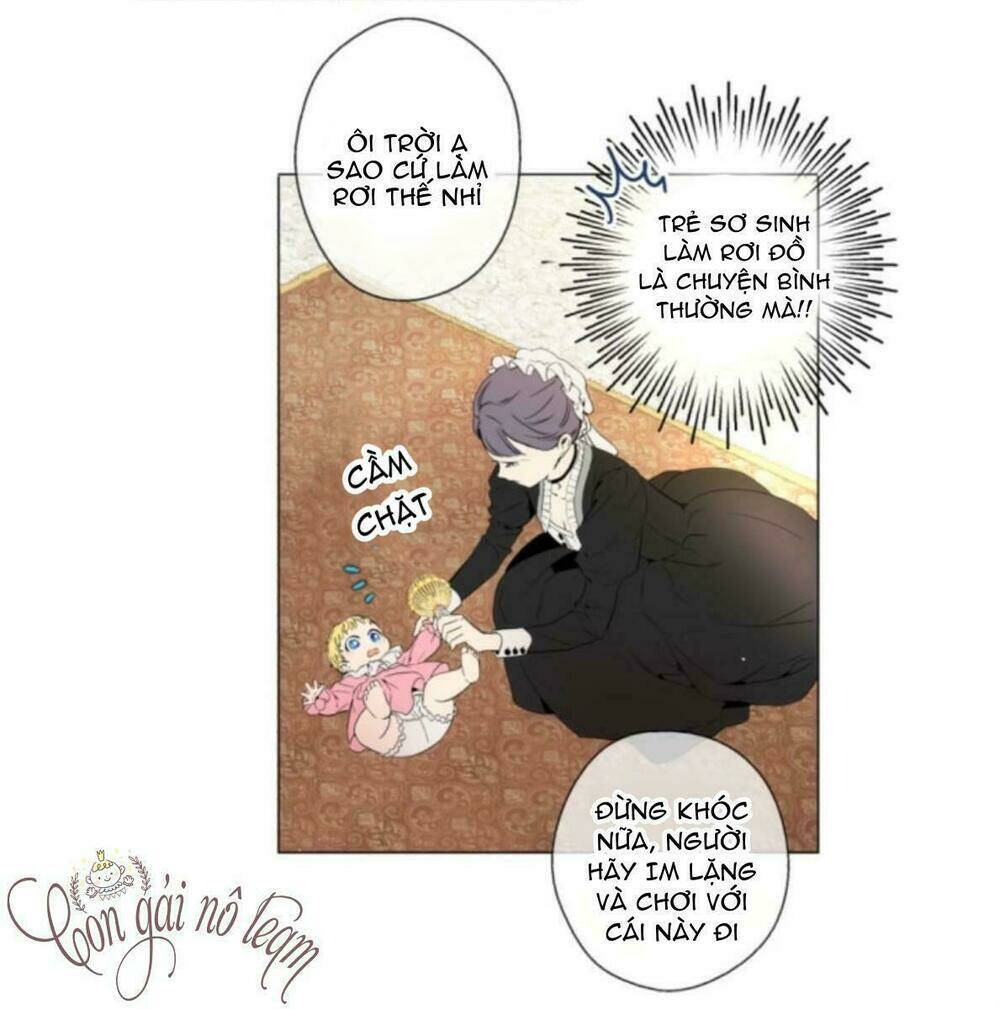 ÔI TRỜI Ạ
SAO CỨ LÀM
RƠI THẾ NHỈ
TRẺ SƠ SINH
LÀM RƠI ĐỒ
LÀ CHUYỆN BÌNH
THƯỜNG MÀ!!
CẦM
CHẶT
ĐỪNG KHÓC
NỮA, NGƯỜI
HÃY IM LẶNG
VÀ CHƠI VỚI
CÁI NÀY ĐI
Con gái nô team